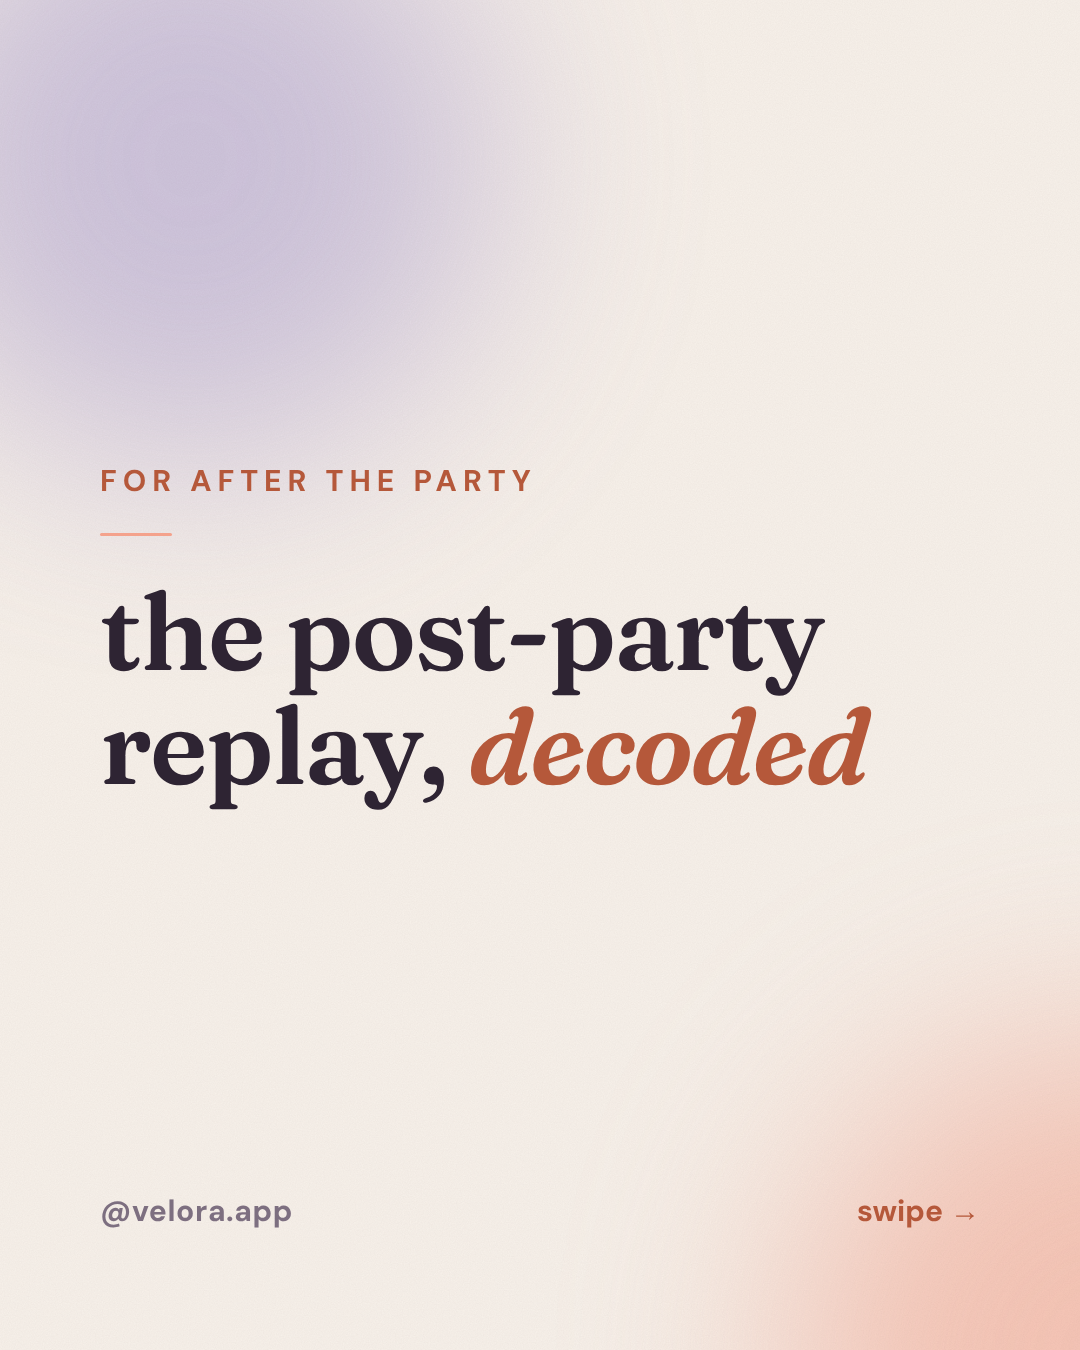 FOR AFTER THE PARTY
the post-party
replay, decoded
@velora.app
swipe →